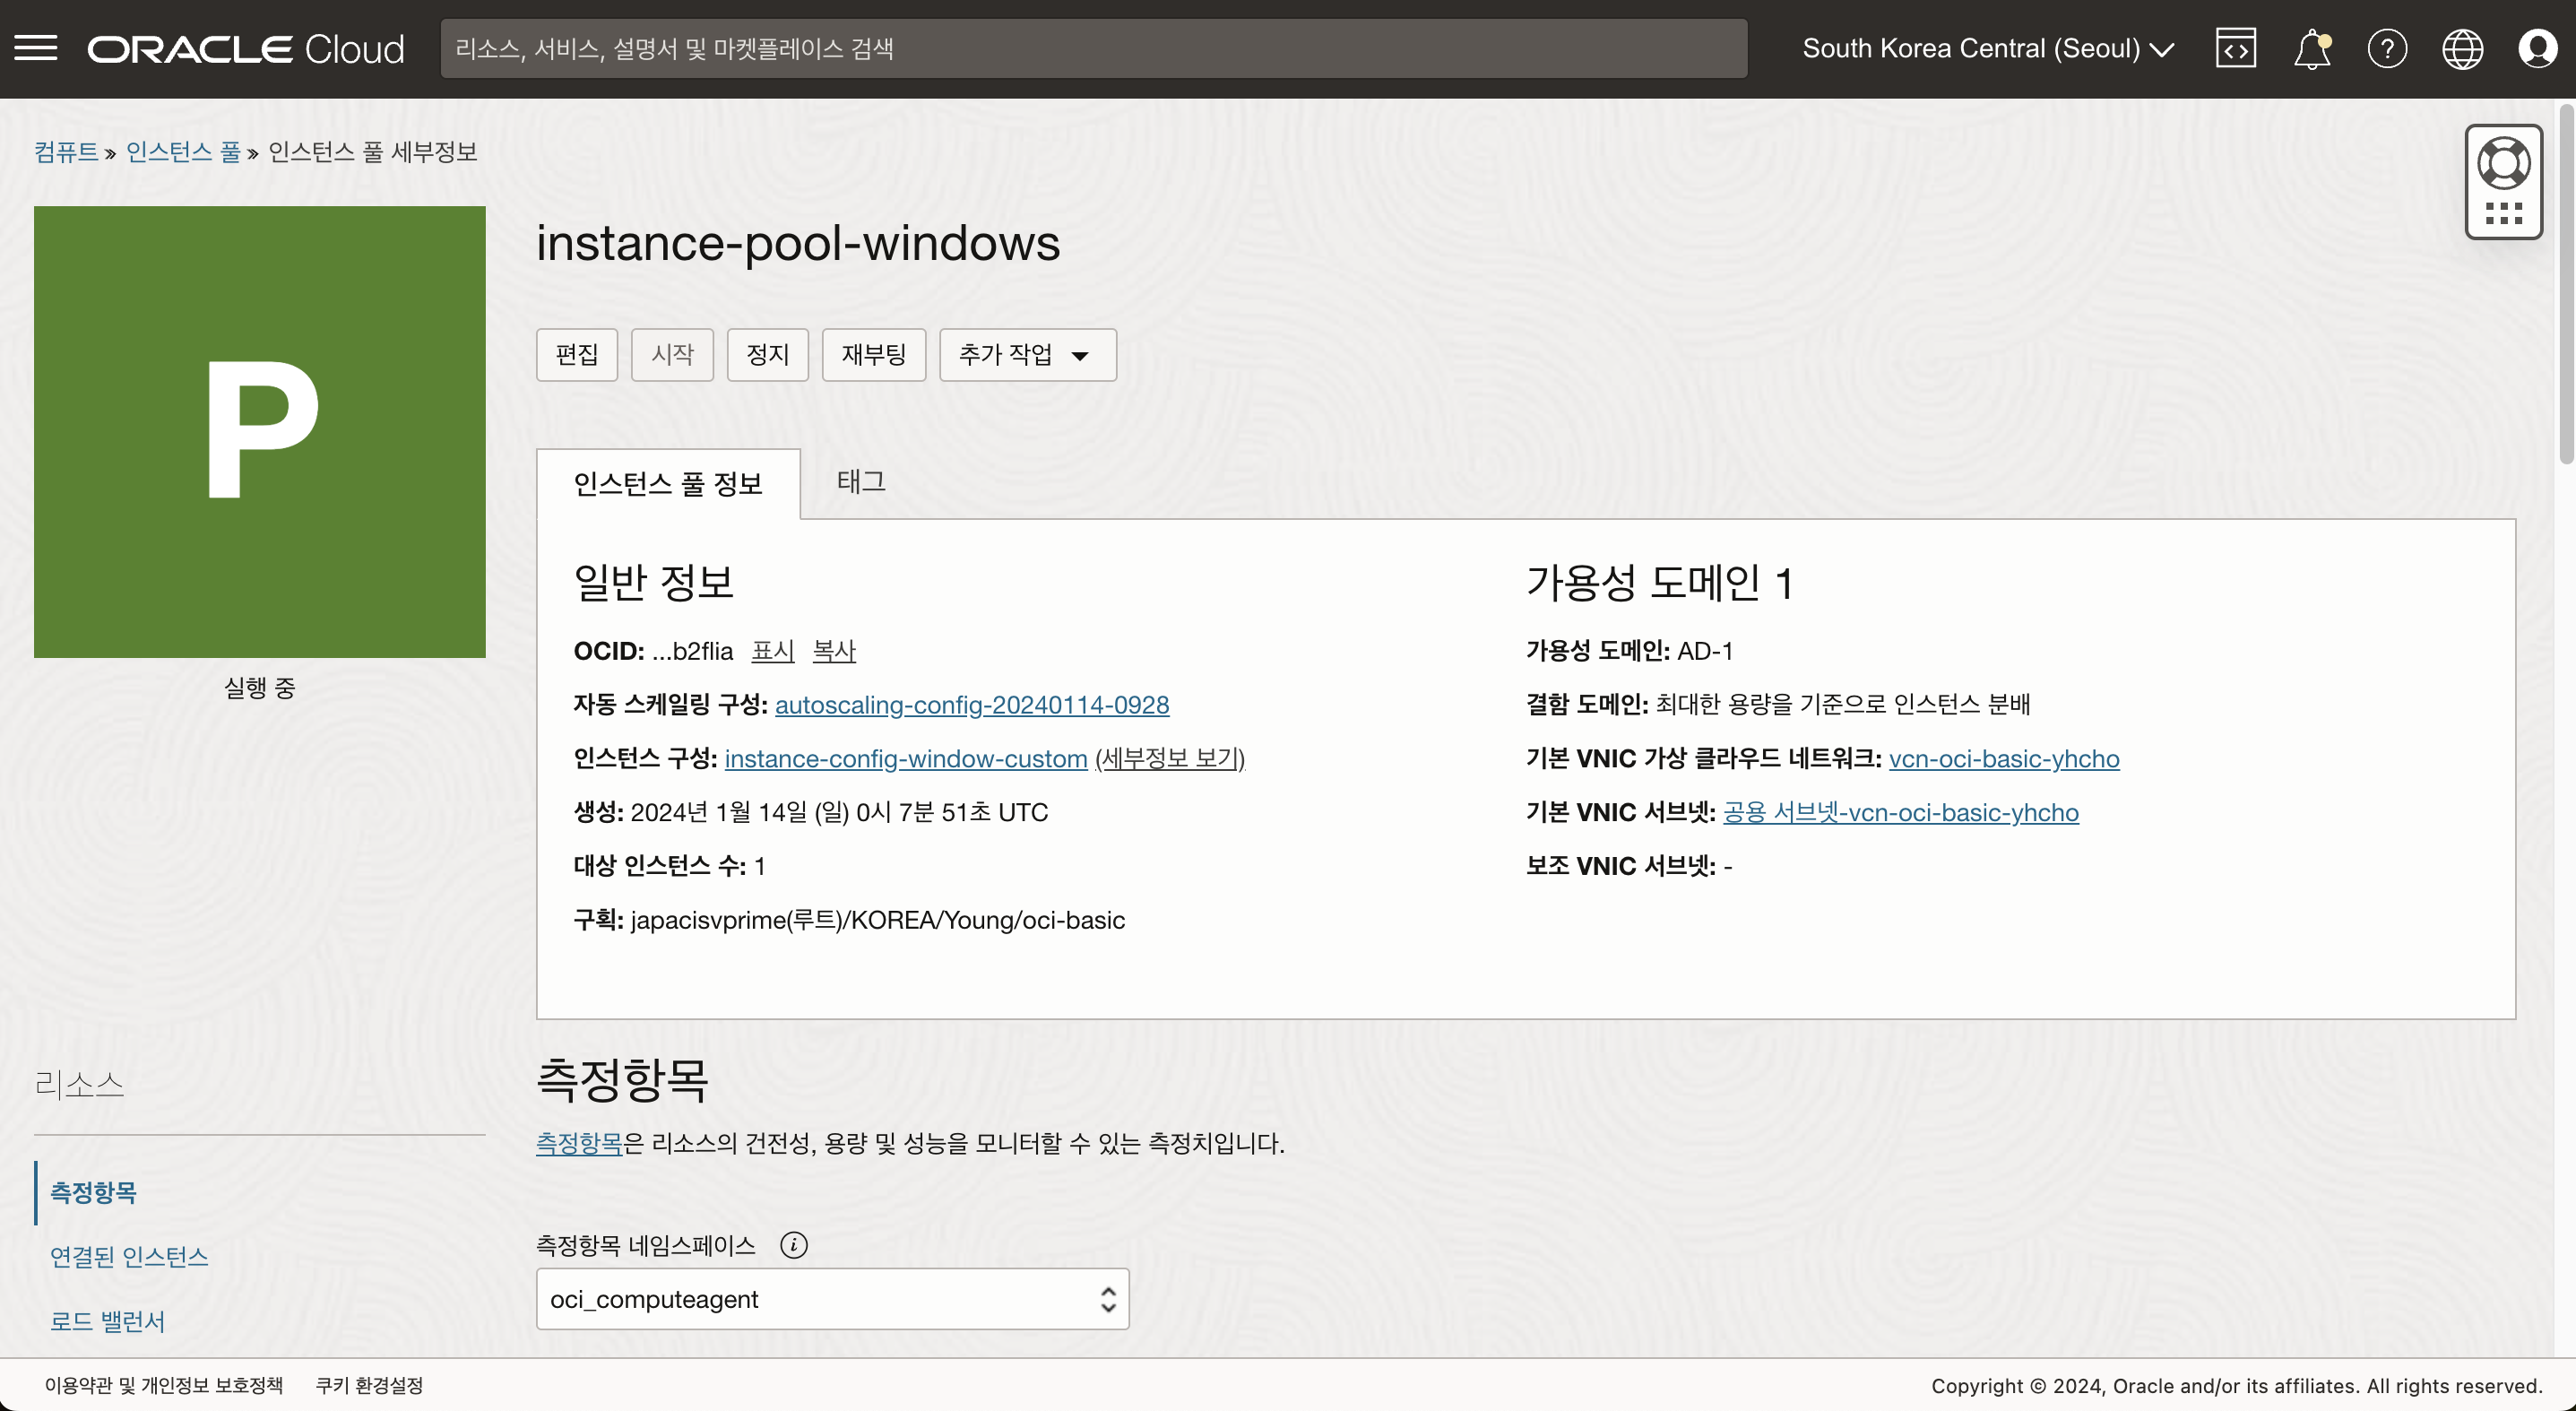 ORACLE Cloud
리소스, 서비스, 설명서 및 마켓플레이스 검색
South Korea Central (Seoul)
컴퓨트 » 인스턴스 풀 » 인스턴스 풀 세부정보
P
실행 중
instance-pool-windows
편집
시작
정지
재부팅
추가 작업
인스턴스 풀 정보
태그
일반 정보
OCID: ...b2flia 표시 복사
자동 스케일링 구성: autoscaling-config-20240114-0928
인스턴스 구성: instance-config-window-custom (세부정보 보기)
생성: 2024년 1월 14일 (일) 0시 7분 51초 UTC
대상 인스턴스 수: 1
구획: japacisvprime(루트)/KOREA/Young/oci-basic
가용성 도메인 1
가용성 도메인: AD-1
결함 도메인: 최대한 용량을 기준으로 인스턴스 분배
기본 VNIC 가상 클라우드 네트워크: vcn-oci-basic-yhcho
기본 VNIC 서브넷: 공용 서브넷-vcn-oci-basic-yhcho
보조 VNIC 서브넷: -
리소스
측정항목
연결된 인스턴스
로드 밸런서
측정항목
측정항목은 리소스의 건전성, 용량 및 성능을 모니터할 수 있는 측정치입니다.
측정항목 네임스페이스
oci_computeagent
이용약관 및 개인정보 보호정책
쿠키 환경설정
Copyright © 2024, Oracle and/or its affiliates. All rights reserved.